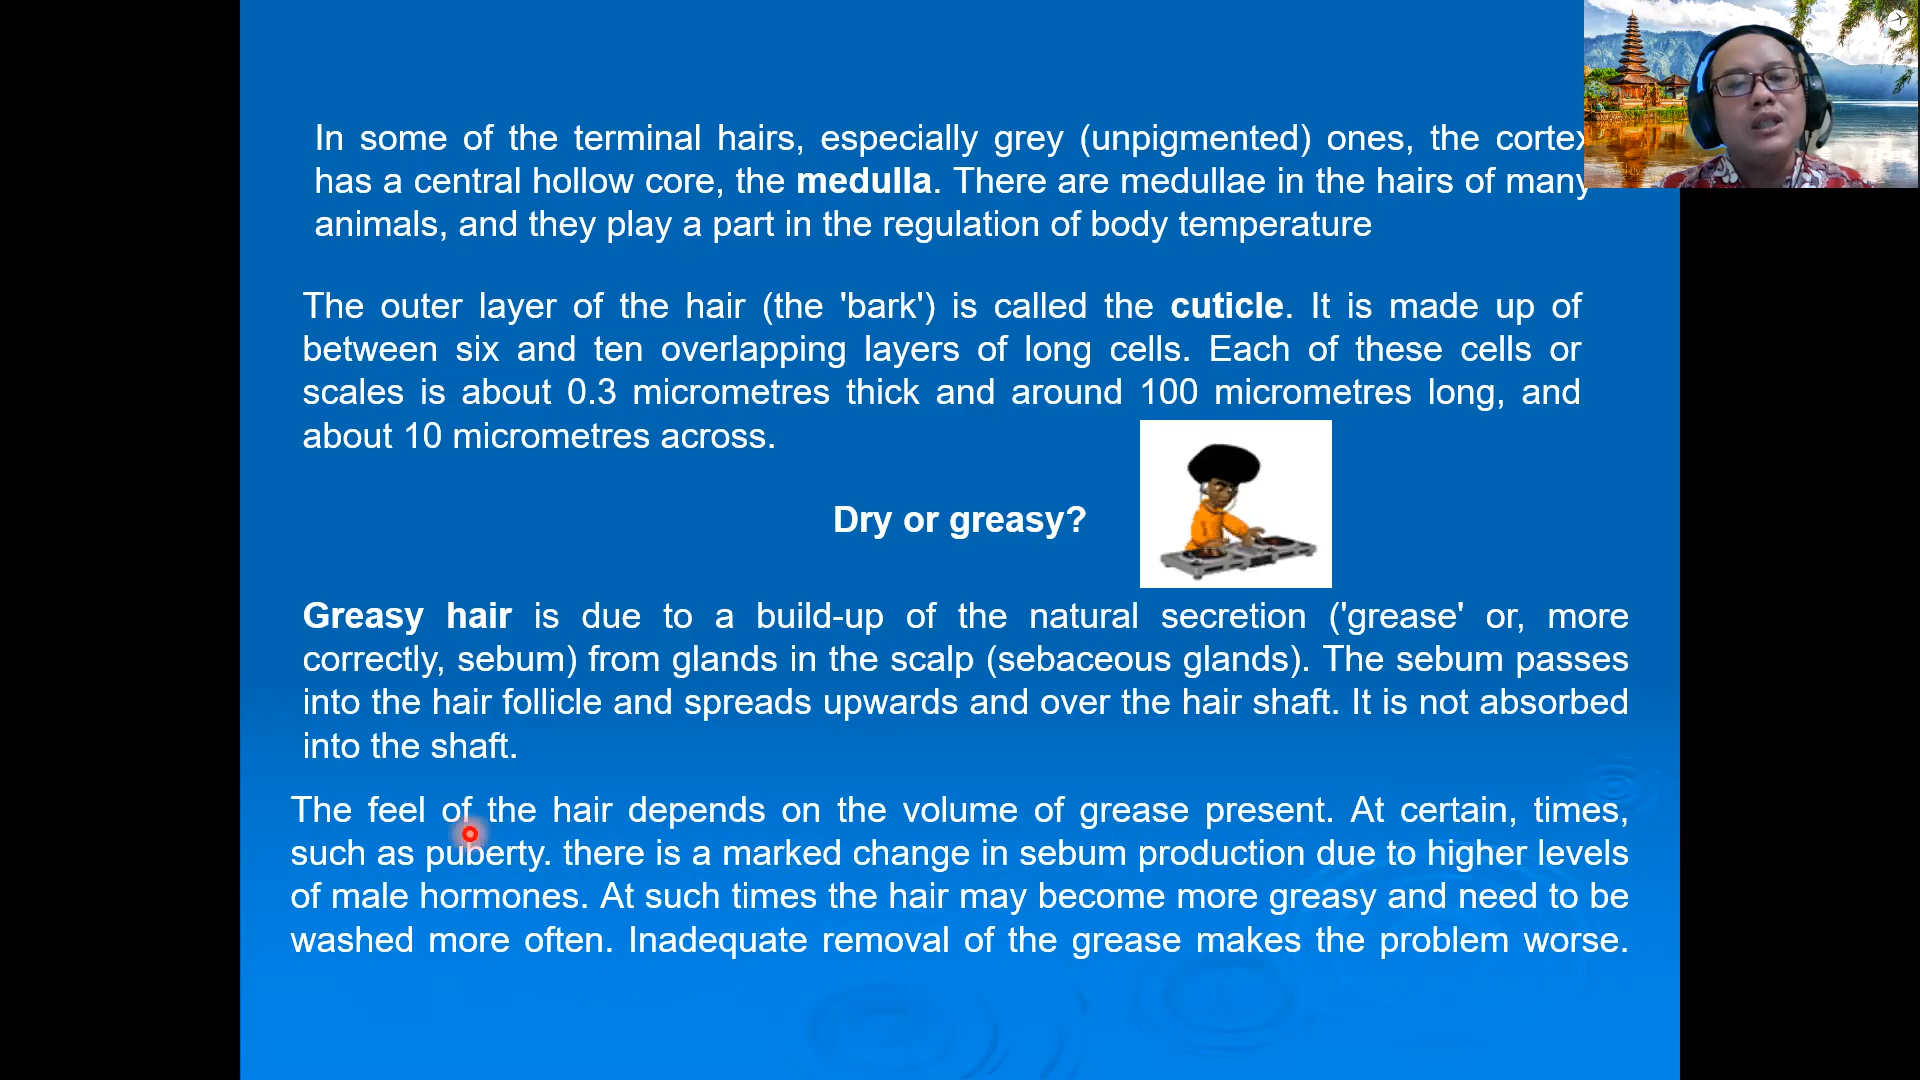 In some of the terminal hairs, especially grey (unpigmented) ones, the cortex
has a central hollow core, the medulla. There are medullae in the hairs of many
animals, and they play a part in the regulation of body temperature
The outer layer of the hair (the 'bark') is called the cuticle. It is made up of
between six and ten overlapping layers of long cells. Each of these cells or
scales is about 0.3 micrometres thick and around 100 micrometres long, and
about 10 micrometres across.
Dry or greasy?
Greasy hair is due to a build-up of the natural secretion ('grease' or, more
correctly, sebum) from glands in the scalp (sebaceous glands). The sebum passes
into the hair follicle and spreads upwards and over the hair shaft. It is not absorbed
into the shaft.
The feel of the hair depends on the volume of grease present. At certain, times,
such as puberty. there is a marked change in sebum production due to higher levels
of male hormones. At such times the hair may become more greasy and need to be
washed more often. Inadequate removal of the grease makes the problem worse.